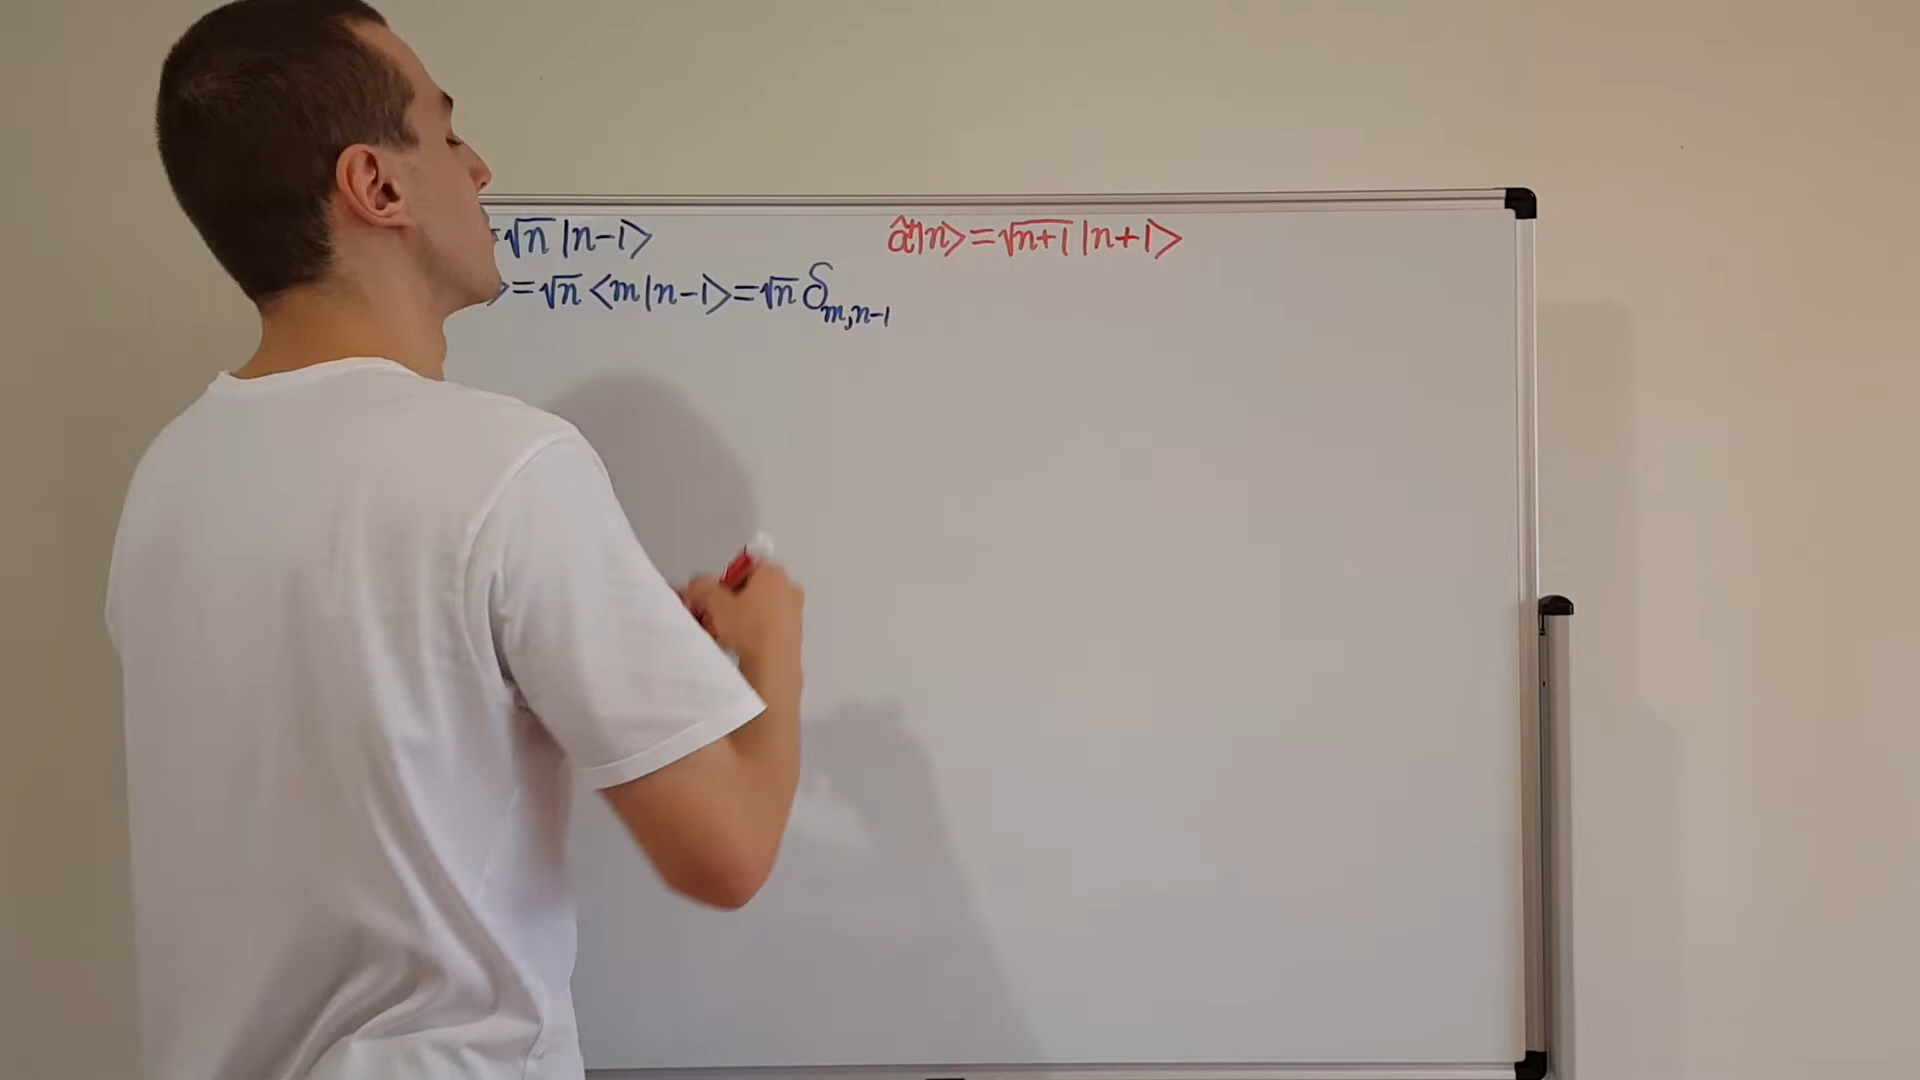 =√n |n-1>
>=√n <m|n-1>=√n δ_{m,n-1}
â†|n>=√n+1 |n+1>